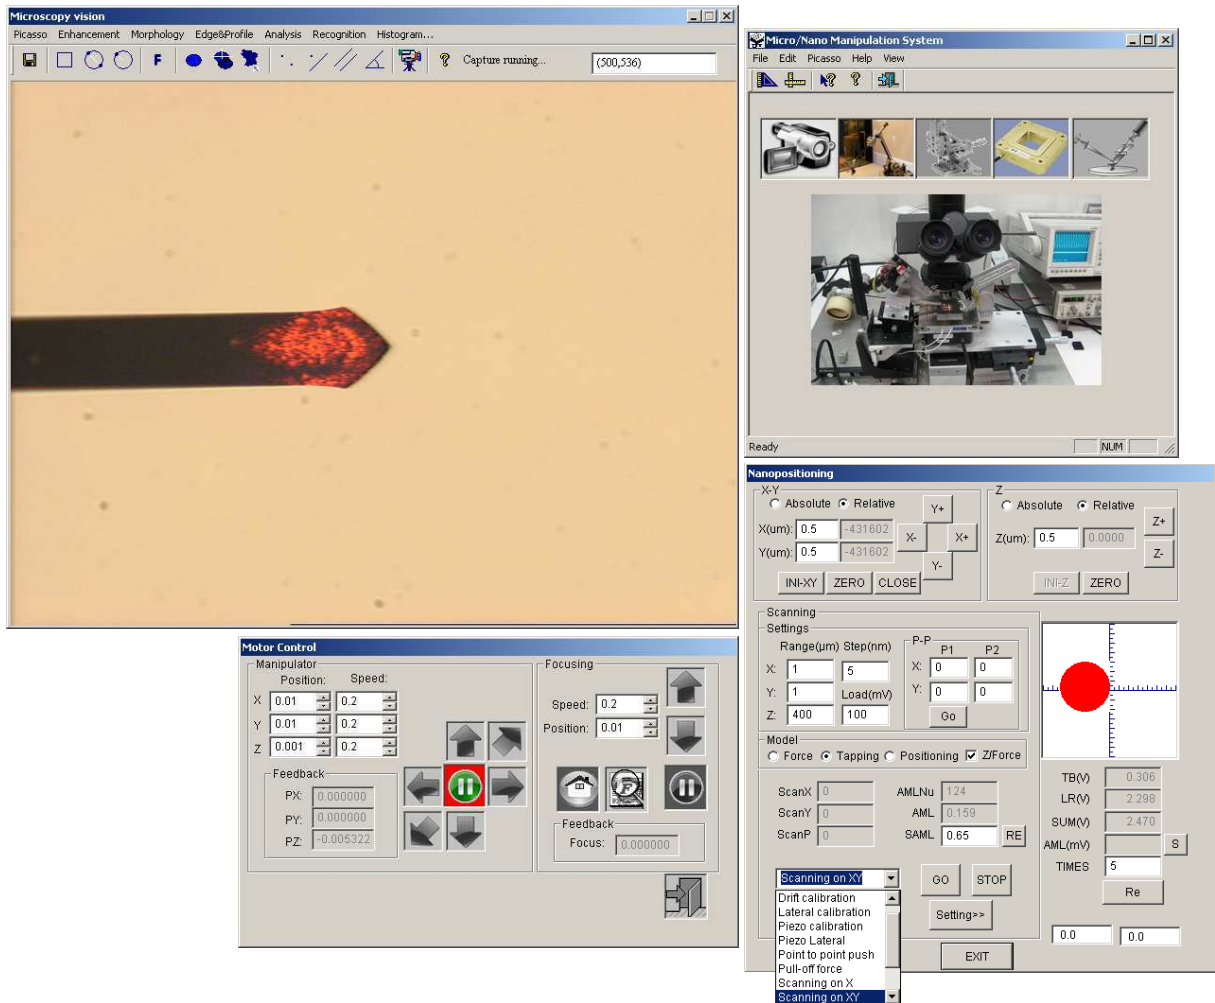 Microscopy vision
Picasso Enhancement Morphology Edge&Profile Analysis Recognition Histogram...
F ? Capture running... (500,536)
Micro/Nano Manipulation System
File Edit Picasso Help View
Ready NUM
Nanopositioning
X-Y
Absolute Relative
Y+
X(um): 0.5 -431602
X- X+
Y(um): 0.5 -431602
Y-
INI-XY ZERO CLOSE
Z
Absolute Relative
Z+
Z(um): 0.5 0.0000
Z-
INI-Z ZERO
Scanning
Settings
Range(μm) Step(nm)
X: 1 5
Y: 1 Load(mV)
Z: 400 100
P-P
P1 P2
X: 0 0
Y: 0 0
Go
Model
Force Tapping Positioning Z/Force
ScanX 0 AMLNu 124
ScanY 0 AML 0.159
ScanP 0 SAML 0.65 RE
Scanning on XY GO STOP
Drift calibration
Lateral calibration
Piezo calibration
Piezo Lateral
Point to point push
Pull-off force
Scanning on X
Scanning on XY
Setting>>
EXIT
TB(V) 0.306
LR(V) 2.298
SUM(V) 2.470
AML(mV) S
TIMES 5
Re
0.0 0.0
Motor Control
Manipulator
Position: Speed:
X 0.01 0.2
Y 0.01 0.2
Z 0.001 0.2
Feedback
PX: 0.000000
PY: 0.000000
PZ: -0.005322
Focusing
Speed: 0.2
Position: 0.01
F
Feedback
Focus: 0.000000